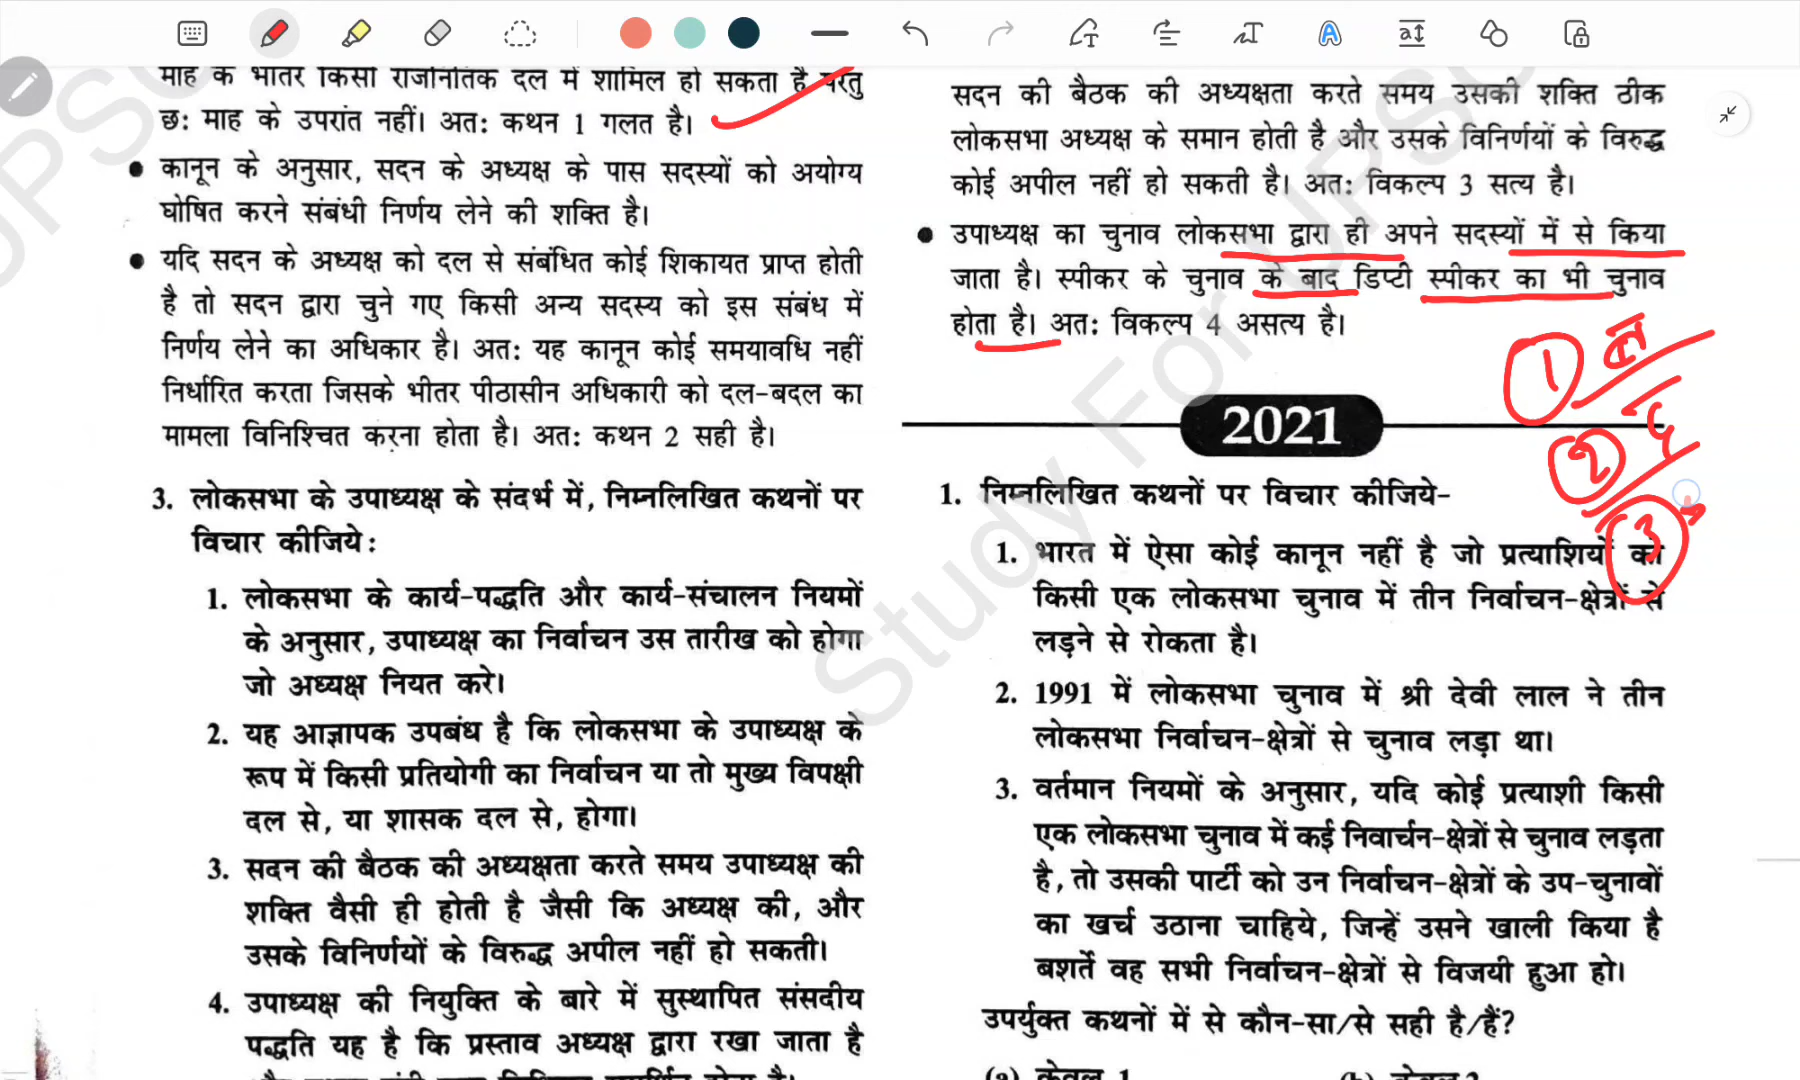 माह के भीतर किसी राजनीतिक दल में शामिल हो सकता है परंतु
छः माह के उपरांत नहीं। अतः कथन 1 गलत है।
● कानून के अनुसार, सदन के अध्यक्ष के पास सदस्यों को अयोग्य
घोषित करने संबंधी निर्णय लेने की शक्ति है।
● यदि सदन के अध्यक्ष को दल से संबंधित कोई शिकायत प्राप्त होती
है तो सदन द्वारा चुने गए किसी अन्य सदस्य को इस संबंध में
निर्णय लेने का अधिकार है। अतः यह कानून कोई समयावधि नहीं
निर्धारित करता जिसके भीतर पीठासीन अधिकारी को दल-बदल का
मामला विनिश्चित करना होता है। अतः कथन 2 सही है।
3. लोकसभा के उपाध्यक्ष के संदर्भ में, निम्नलिखित कथनों पर
विचार कीजिये:
1. लोकसभा के कार्य-पद्धति और कार्य-संचालन नियमों
के अनुसार, उपाध्यक्ष का निर्वाचन उस तारीख को होगा
जो अध्यक्ष नियत करे।
2. यह आज्ञापक उपबंध है कि लोकसभा के उपाध्यक्ष के
रूप में किसी प्रतियोगी का निर्वाचन या तो मुख्य विपक्षी
दल से, या शासक दल से, होगा।
3. सदन की बैठक की अध्यक्षता करते समय उपाध्यक्ष की
शक्ति वैसी ही होती है जैसी कि अध्यक्ष की, और
उसके विनिर्णयों के विरुद्ध अपील नहीं हो सकती।
4. उपाध्यक्ष की नियुक्ति के बारे में सुस्थापित संसदीय
पद्धति यह है कि प्रस्ताव अध्यक्ष द्वारा रखा जाता है
सदन की बैठक की अध्यक्षता करते समय उसकी शक्ति ठीक
लोकसभा अध्यक्ष के समान होती है और उसके विनिर्णयों के विरुद्ध
कोई अपील नहीं हो सकती है। अतः विकल्प 3 सत्य है।
● उपाध्यक्ष का चुनाव लोकसभा द्वारा ही अपने सदस्यों में से किया
जाता है। स्पीकर के चुनाव के बाद डिप्टी स्पीकर का भी चुनाव
होता है। अतः विकल्प 4 असत्य है।
1
2
3
2021
1. निम्नलिखित कथनों पर विचार कीजिये-
1. भारत में ऐसा कोई कानून नहीं है जो प्रत्याशियों को
किसी एक लोकसभा चुनाव में तीन निर्वाचन-क्षेत्रों से
लड़ने से रोकता है।
2. 1991 में लोकसभा चुनाव में श्री देवी लाल ने तीन
लोकसभा निर्वाचन-क्षेत्रों से चुनाव लड़ा था।
3. वर्तमान नियमों के अनुसार, यदि कोई प्रत्याशी किसी
एक लोकसभा चुनाव में कई निवार्चन-क्षेत्रों से चुनाव लड़ता
है, तो उसकी पार्टी को उन निर्वाचन-क्षेत्रों के उप-चुनावों
का खर्च उठाना चाहिये, जिन्हें उसने खाली किया है
बशर्ते वह सभी निर्वाचन-क्षेत्रों से विजयी हुआ हो।
उपर्युक्त कथनों में से कौन-सा/से सही है/हैं?
(a) केवल 1
(b) केवल 2
Study For UPSC